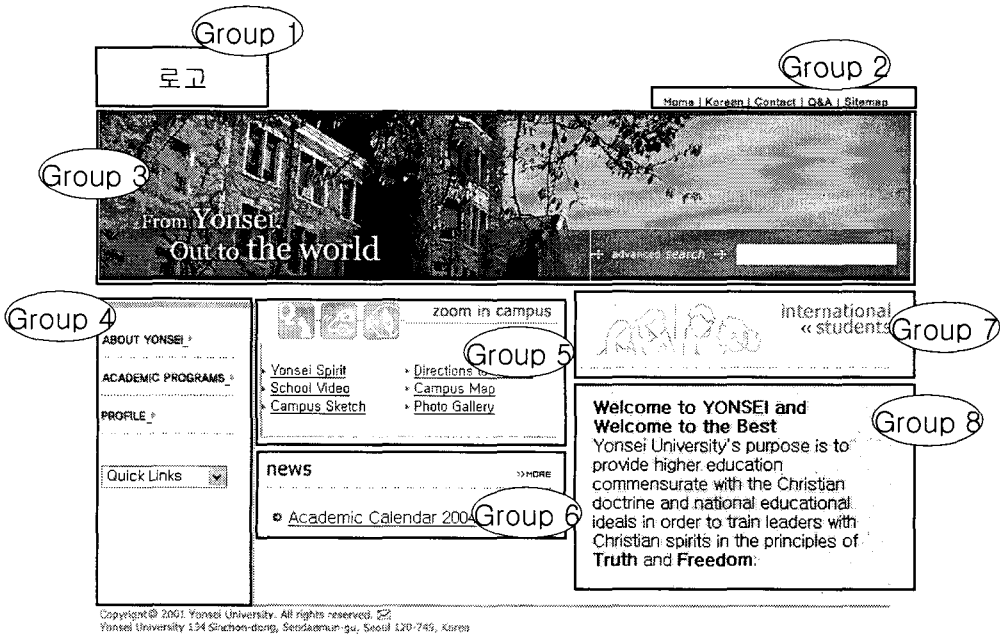 Group 1
로고
Group 2
Home | Korean | Contact | Q&A | Sitemap
Group 3
From Yonsei,
Out to the world
advanced search
Group 4
ABOUT YONSEI
ACADEMIC PROGRAMS
PROFILE
Quick Links
zoom in campus
Group 5
Yonsei Spirit
Directions
School Video
Campus Map
Campus Sketch
Photo Gallery
news
>>MORE
Academic Calendar 2004
Group 6
international
« students
Group 7
Welcome to YONSEI and
Welcome to the Best
Group 8
Yonsei University's purpose is to
provide higher education
commensurate with the Christian
doctrine and national educational
ideals in order to train leaders with
Christian spirits in the principles of
Truth and Freedom:
Copyright© 2001 Yonsei University. All rights reserved.
Yonsei University 134 Sinchon-dong, Seodaemun-gu, Seoul 120-749, Korea